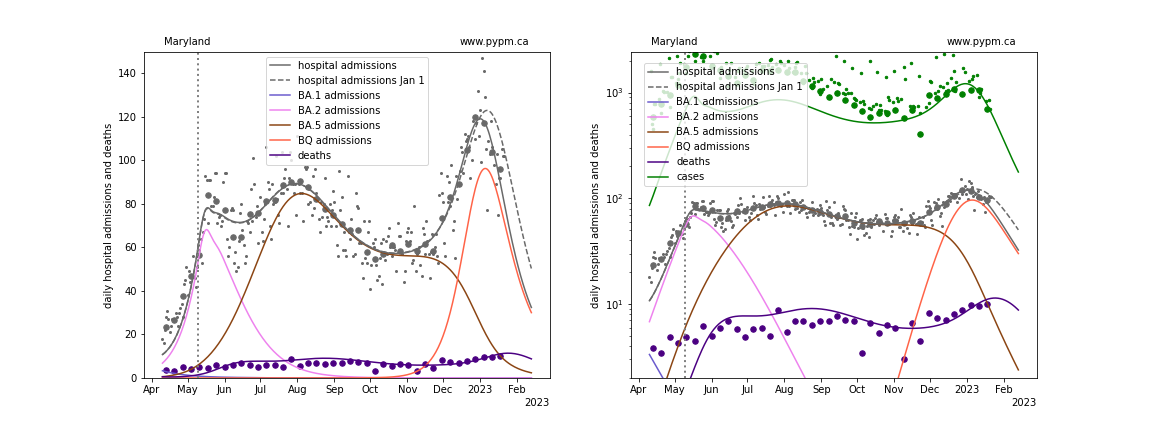 Maryland
www.pypm.ca
daily hospital admissions and deaths
140
120
100
80
60
40
20
0
hospital admissions
hospital admissions Jan 1
BA.1 admissions
BA.2 admissions
BA.5 admissions
BQ admissions
deaths
Apr May Jun Jul Aug Sep Oct Nov Dec 2023 Feb
2023
Maryland
www.pypm.ca
daily hospital admissions and deaths
10³
10²
10¹
hospital admissions
hospital admissions Jan 1
BA.1 admissions
BA.2 admissions
BA.5 admissions
BQ admissions
deaths
cases
Apr May Jun Jul Aug Sep Oct Nov Dec 2023 Feb
2023